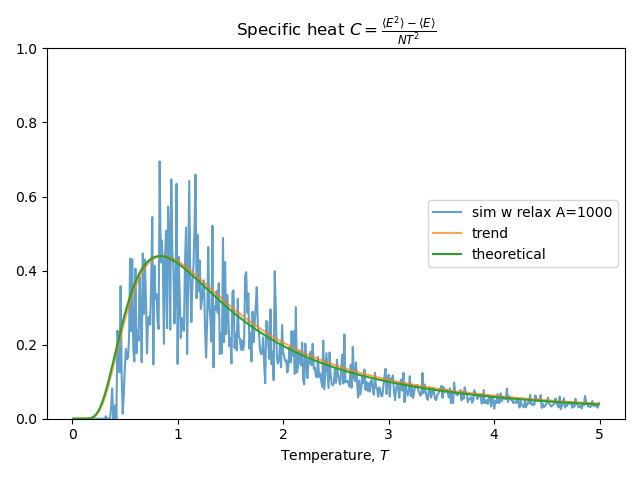 Specific heat $C = \frac{\langle E^2 \rangle - \langle E \rangle}{NT^2}$
1.0
0.8
0.6
0.4
0.2
0.0
sim w relax A=1000
trend
theoretical
0 1 2 3 4 5
Temperature, T